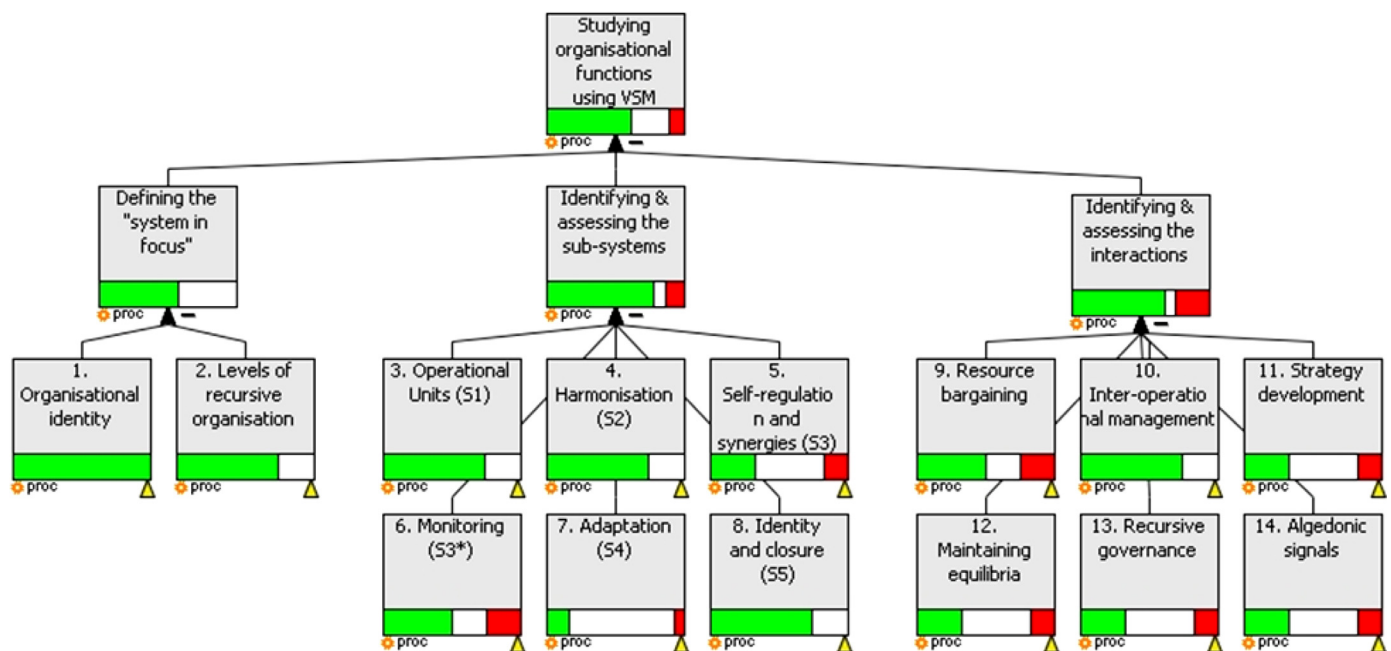 Studying
organisational
functions
using VSM
proc
Defining the
"system in
focus"
proc
Identifying &
assessing the
sub-systems
proc
Identifying &
assessing the
interactions
proc
1.
Organisational
identity
proc
2. Levels of
recursive
organisation
proc
3. Operational
Units (S1)
proc
4.
Harmonisation
(S2)
proc
5.
Self-regulatio
n and
synergies (S3)
proc
9. Resource
bargaining
proc
10.
Inter-operatio
nal management
proc
11. Strategy
development
proc
6. Monitoring
(S3*)
proc
7. Adaptation
(S4)
proc
8. Identity
and closure
(S5)
proc
12.
Maintaining
equilibria
proc
13. Recursive
governance
proc
14. Algedonic
signals
proc